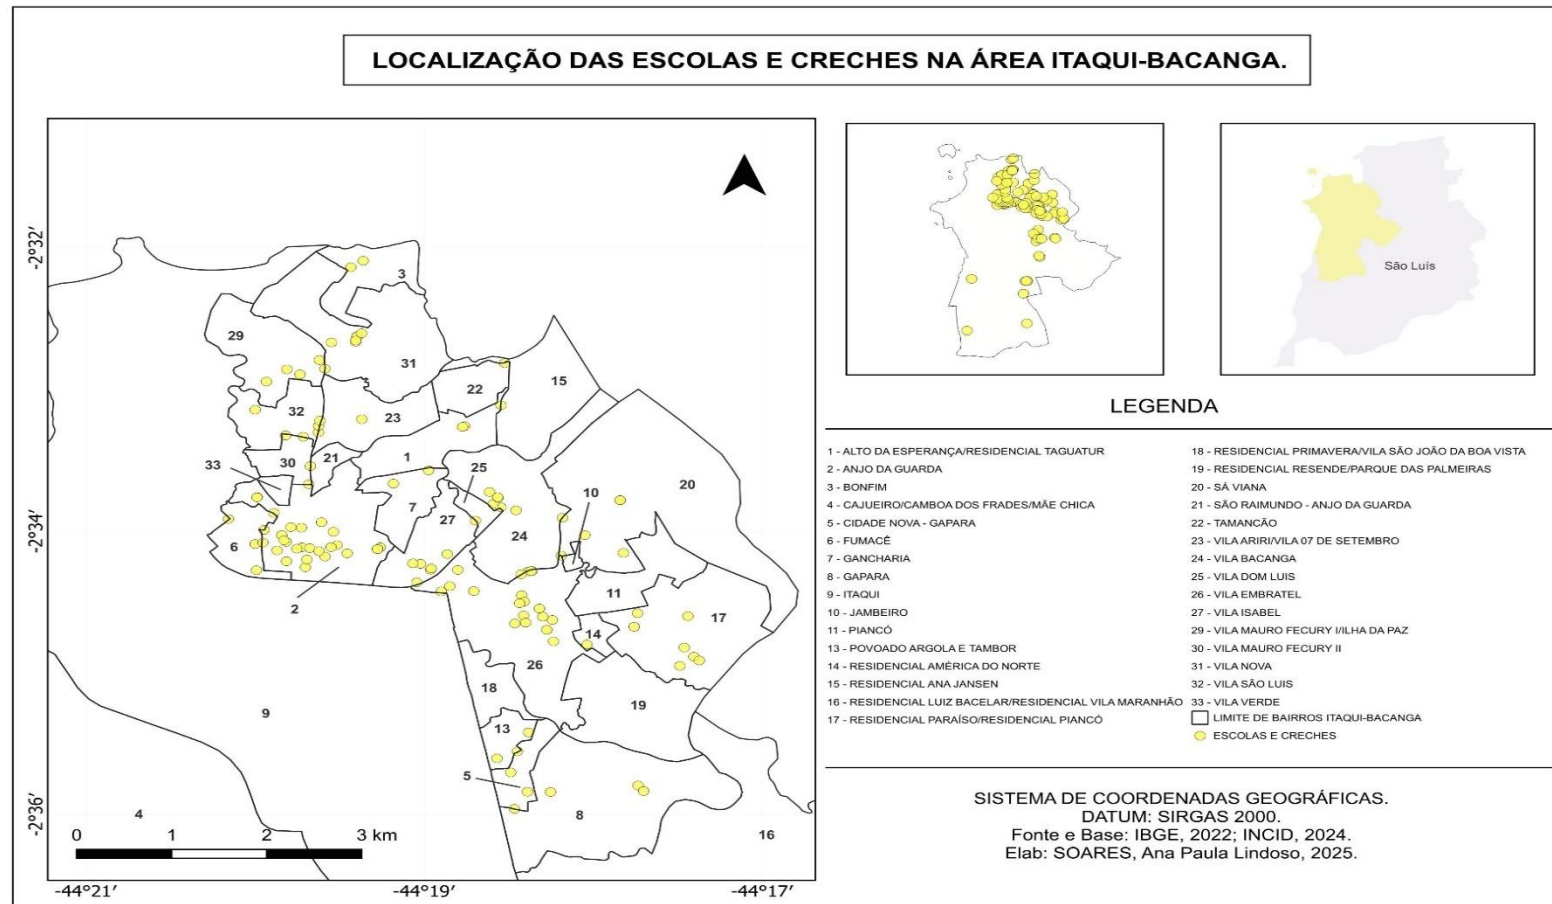 LOCALIZAÇÃO DAS ESCOLAS E CRECHES NA ÁREA ITAQUI-BACANGA.
-2°32′
-2°34′
-2°36′
3
29
31
22
15
32
23
21
1
33
30
25
10
20
7
27
24
6
2
11
17
14
26
18
19
13
9
5
8
4
16
0 1 2 3 km
-44°21′ -44°19′ -44°17′
São Luís
LEGENDA
1 - ALTO DA ESPERANÇA/RESIDENCIAL TAGUATUR
2 - ANJO DA GUARDA
3 - BONFIM
4 - CAJUEIRO/CAMBOA DOS FRADES/MÃE CHICA
5 - CIDADE NOVA - GAPARA
6 - FUMACÊ
7 - GANCHARIA
8 - GAPARA
9 - ITAQUI
10 - JAMBEIRO
11 - PIANCÓ
13 - POVOADO ARGOLA E TAMBOR
14 - RESIDENCIAL AMÉRICA DO NORTE
15 - RESIDENCIAL ANA JANSEN
16 - RESIDENCIAL LUIZ BACELAR/RESIDENCIAL VILA MARANHÃO
17 - RESIDENCIAL PARAÍSO/RESIDENCIAL PIANCÓ
18 - RESIDENCIAL PRIMAVERA/VILA SÃO JOÃO DA BOA VISTA
19 - RESIDENCIAL RESENDE/PARQUE DAS PALMEIRAS
20 - SÁ VIANA
21 - SÃO RAIMUNDO - ANJO DA GUARDA
22 - TAMANCÃO
23 - VILA ARIRI/VILA 07 DE SETEMBRO
24 - VILA BACANGA
25 - VILA DOM LUIS
26 - VILA EMBRATEL
27 - VILA ISABEL
29 - VILA MAURO FECURY I/ILHA DA PAZ
30 - VILA MAURO FECURY II
31 - VILA NOVA
32 - VILA SÃO LUIS
33 - VILA VERDE
LIMITE DE BAIRROS ITAQUI-BACANGA
ESCOLAS E CRECHES
SISTEMA DE COORDENADAS GEOGRÁFICAS.
DATUM: SIRGAS 2000.
Fonte e Base: IBGE, 2022; INCID, 2024.
Elab: SOARES, Ana Paula Lindoso, 2025.